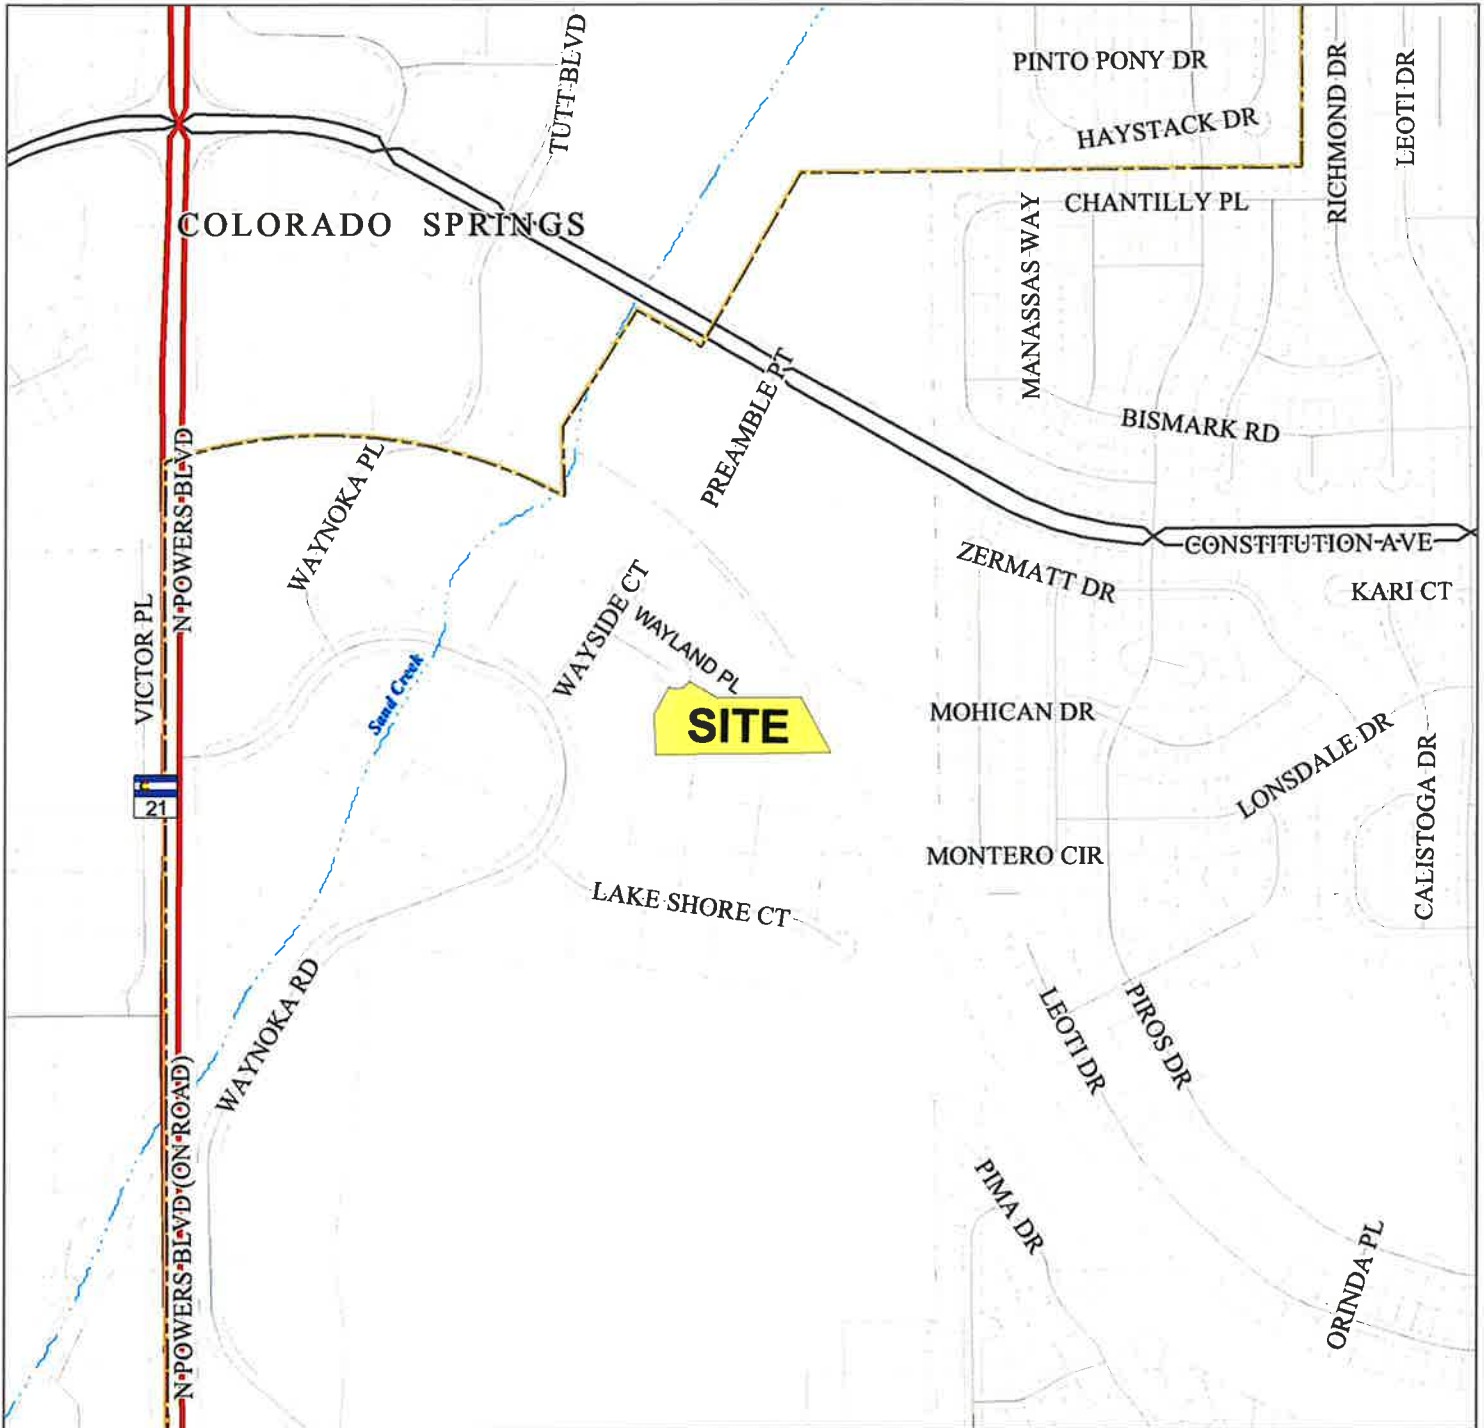 TUTT BLVD
PINTO PONY DR
HAYSTACK DR
RICHMOND DR
LEOTI DR
COLORADO SPRINGS
CHANTILLY PL
MANASSAS WAY
BISMARK RD
PREAMBLE PT
N POWERS BLVD
WAYNOKA PL
CONSTITUTION AVE
ZERMATT DR
KARI CT
VICTOR PL
WAYSIDE CT
WAYLAND PL
Sand Creek
SITE
MOHICAN DR
LONSDALE DR
CALISTOGA DR
21
MONTERO CIR
LAKE SHORE CT
WAYNOKA RD
LEOTI DR
PIROS DR
N POWERS BLVD (ON ROAD)
PIMA DR
ORINDA PL